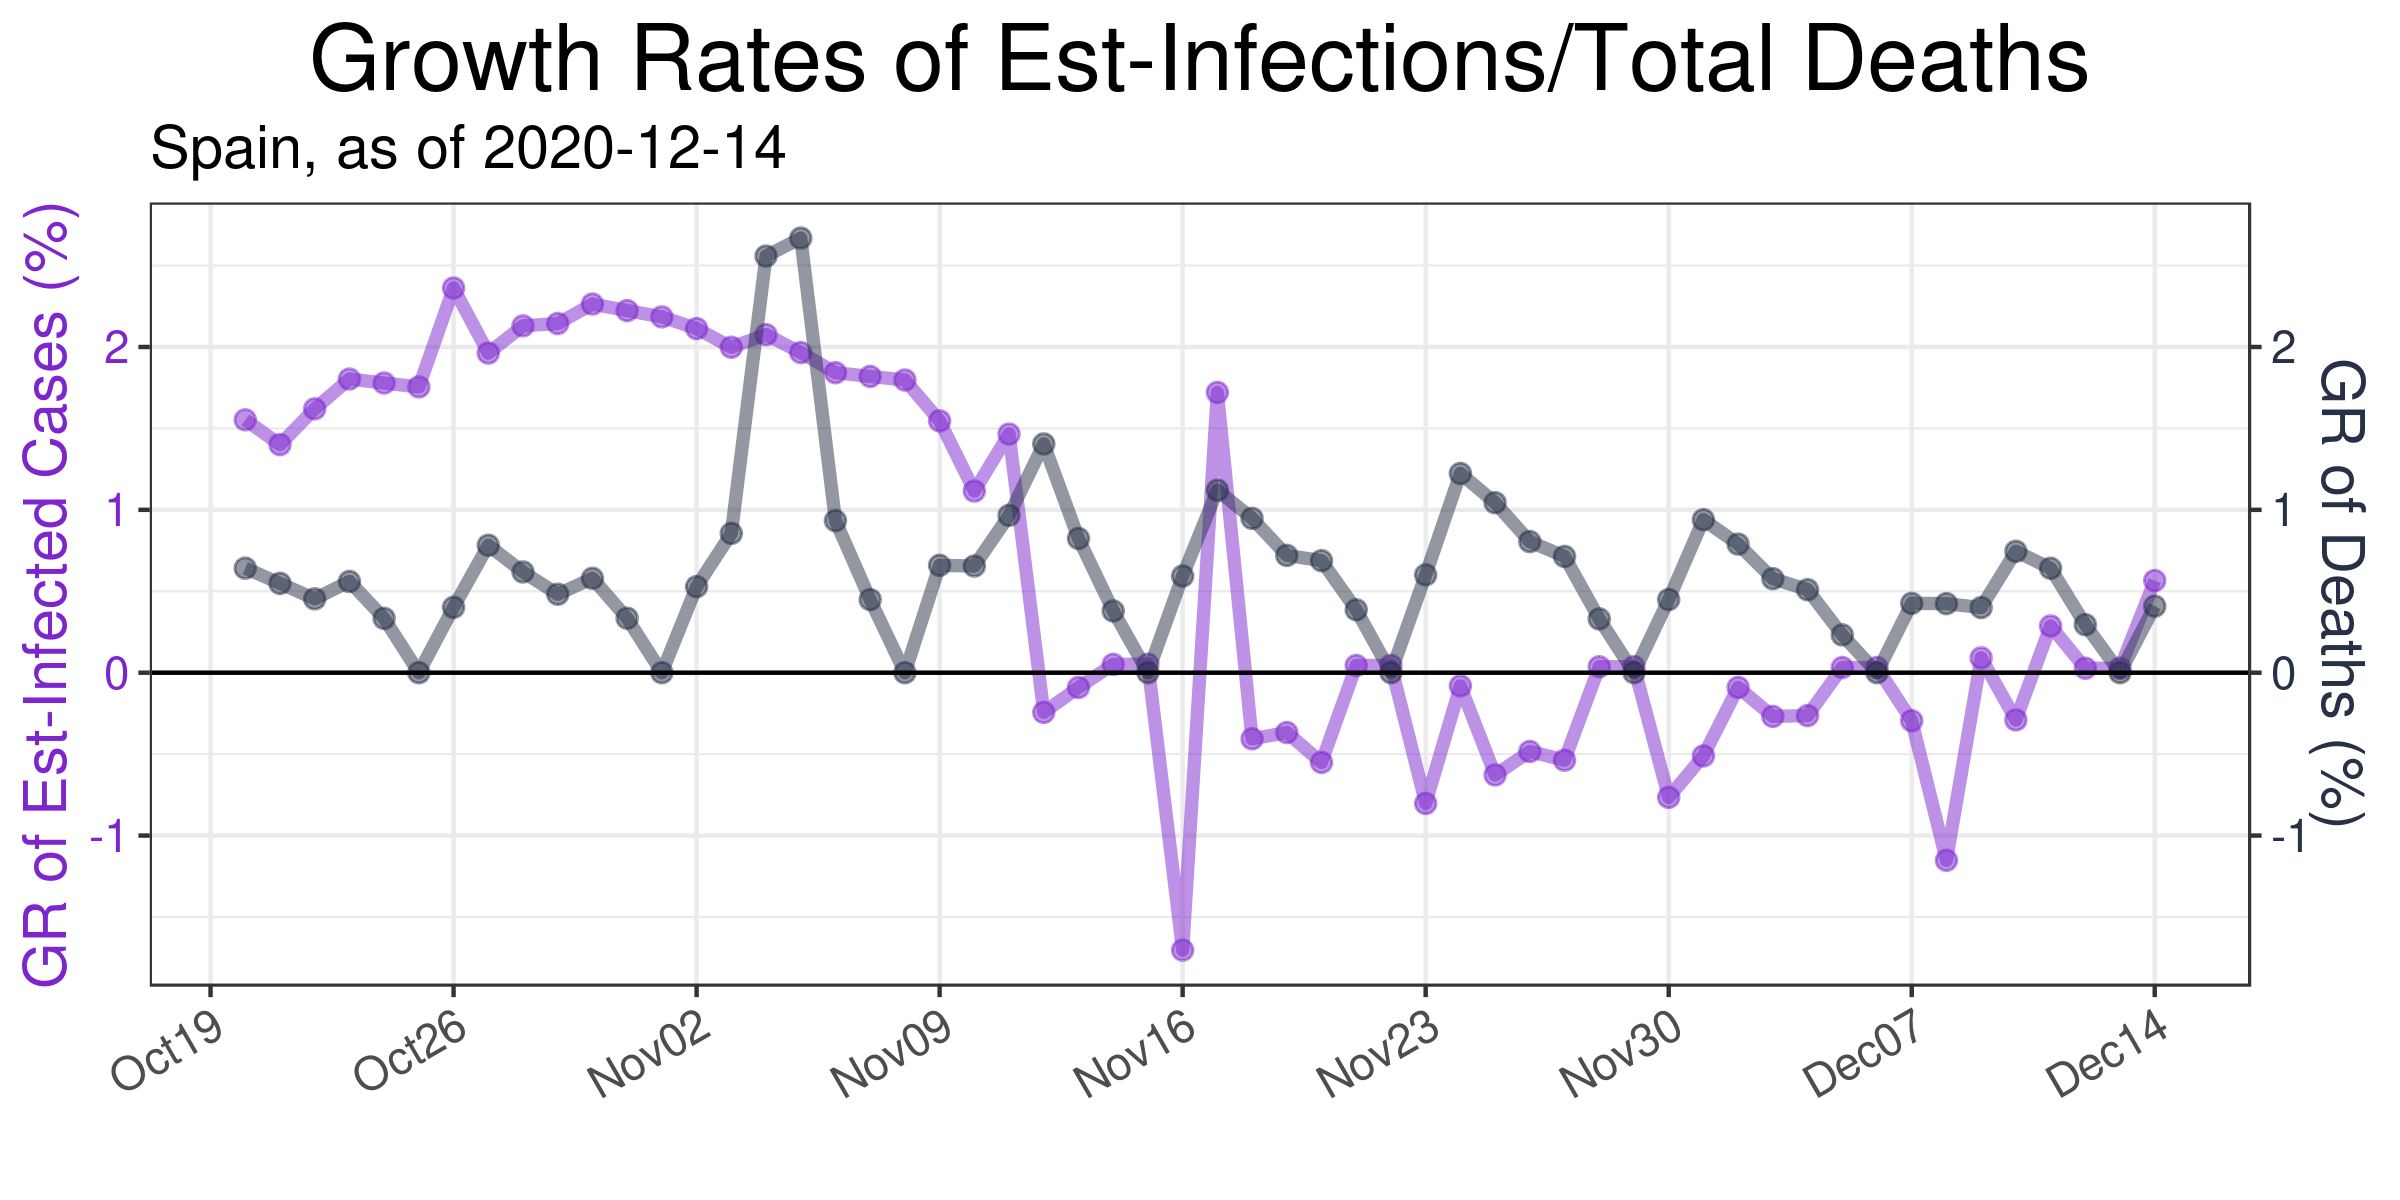 Growth Rates of Est-Infections/Total Deaths
Spain, as of 2020-12-14
GR of Est-Infected Cases (%)
2
1
0
-1
2
1
0
-1
GR of Deaths (%)
Oct19
Oct26
Nov02
Nov09
Nov16
Nov23
Nov30
Dec07
Dec14